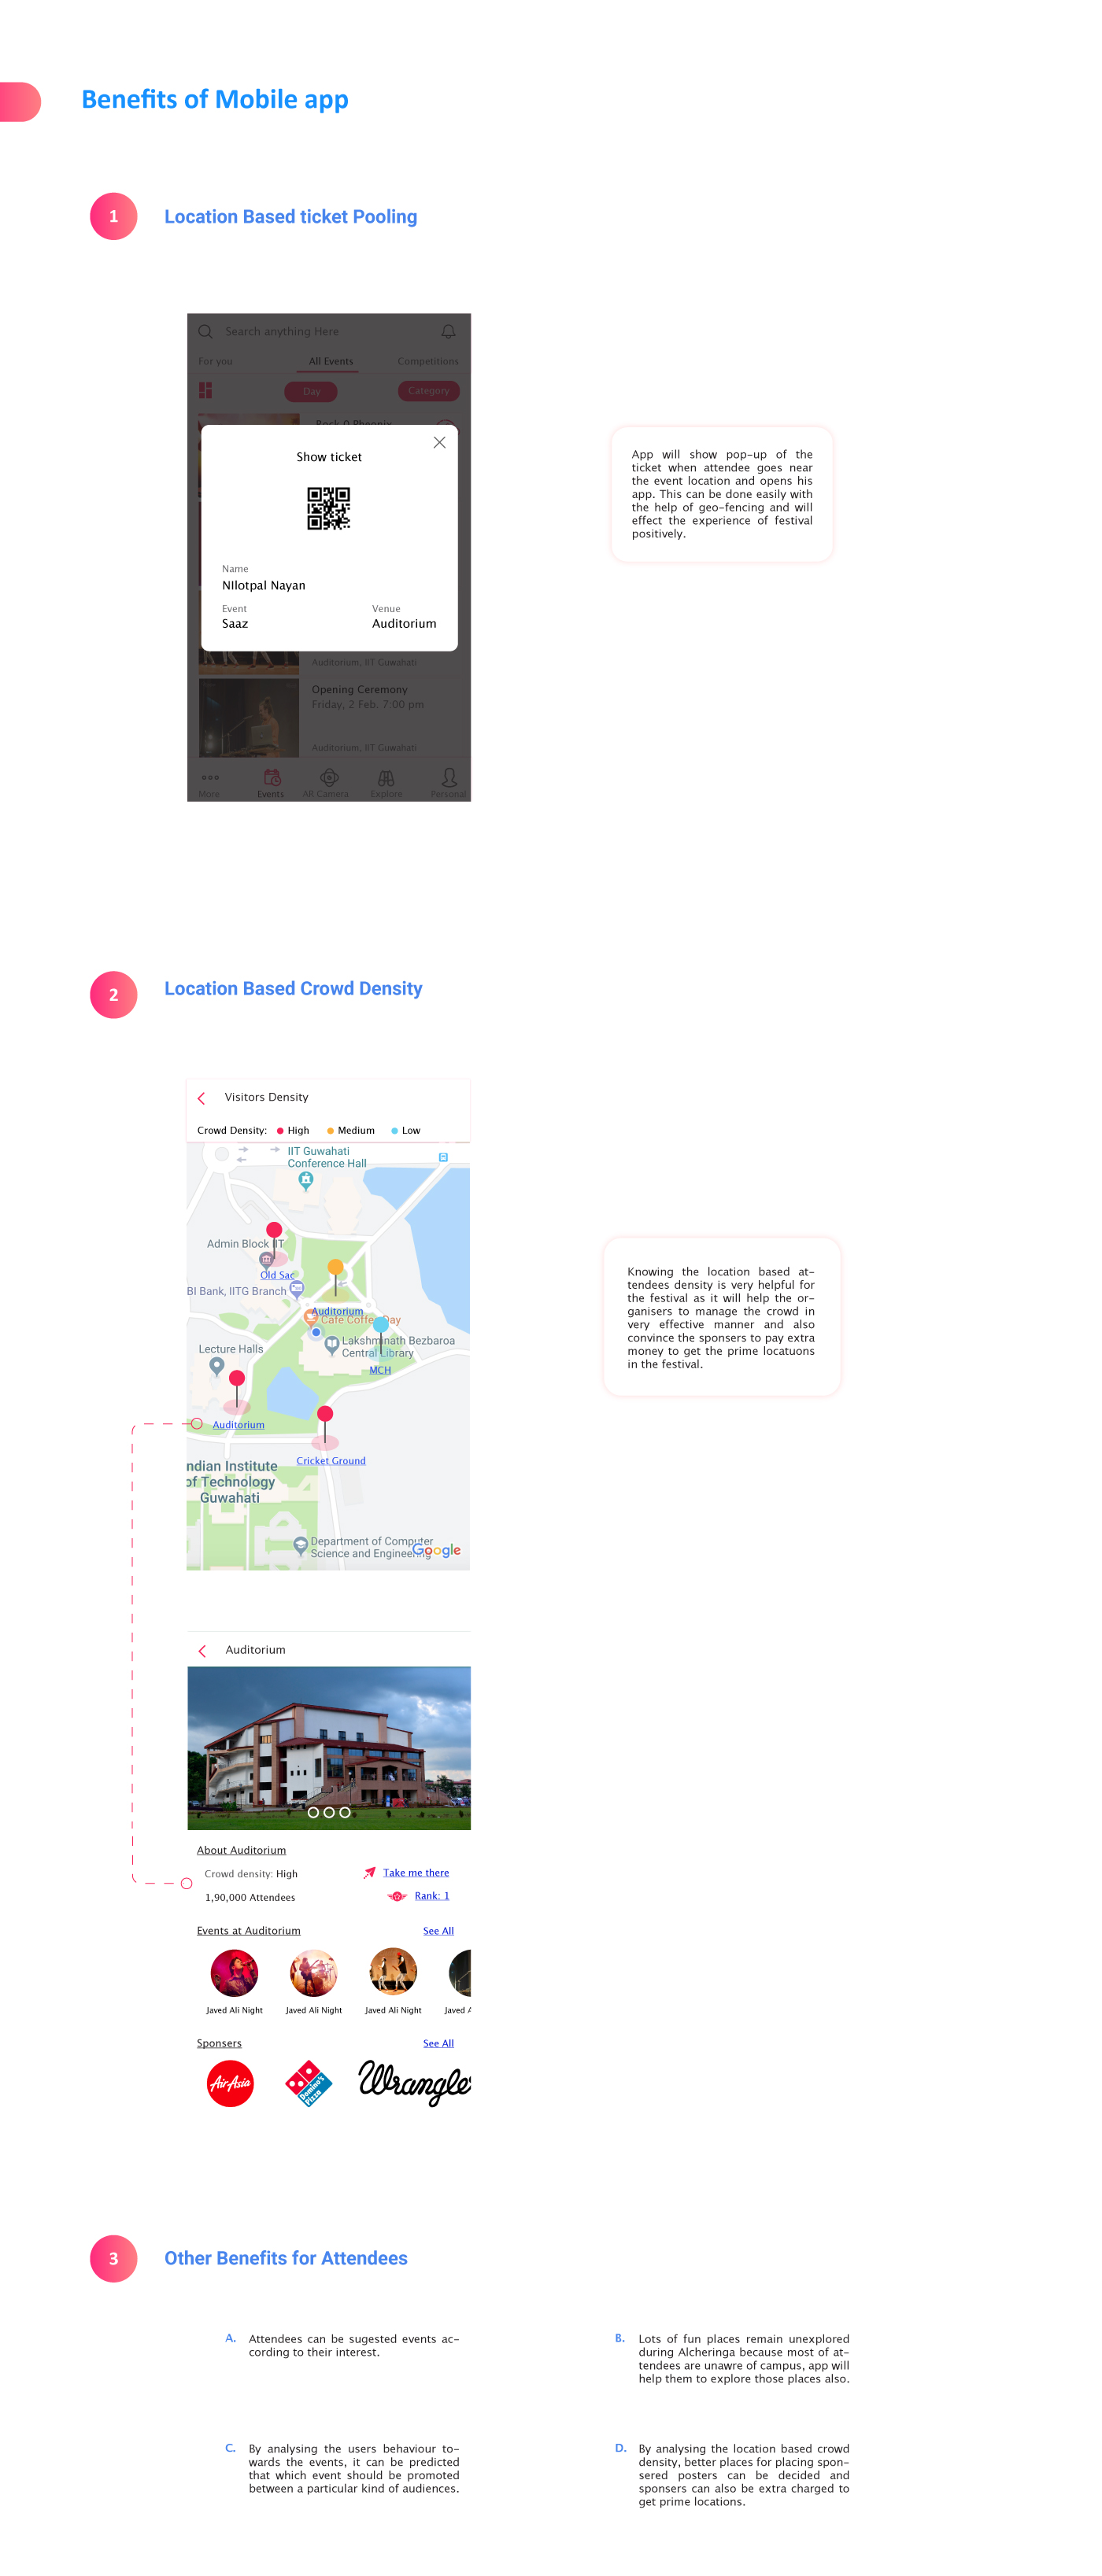 Benefits of Mobile app
1
Location Based ticket Pooling
Search anything Here
For you
All Events
Competitions
Day
Category
Rock O Pheonix
Show ticket
Name
NIlotpal Nayan
Event
Venue
Saaz
Auditorium
Auditorium, IIT Guwahati
Opening Ceremony
Friday, 2 Feb. 7:00 pm
Auditorium, IIT Guwahati
More
Events
AR Camera
Explore
Personal
App will show pop-up of the
ticket when attendee goes near
the event location and opens his
app. This can be done easily with
the help of geo-fencing and will
effect the experience of festival
positively.
2
Location Based Crowd Density
Visitors Density
Crowd Density:
High
Medium
Low
IIT Guwahati
Conference Hall
Admin Block IIT
Old Sac
BI Bank, IITG Branch
Auditorium
Cafe Coffee Day
Lakshminath Bezbaroa
Central Library
Lecture Halls
MCH
Auditorium
Cricket Ground
ndian Institute
of Technology
Guwahati
Department of Computer
Science and Engineering
Google
Knowing the location based at-
tendees density is very helpful for
the festival as it will help the or-
ganisers to manage the crowd in
very effective manner and also
convince the sponsers to pay extra
money to get the prime locatuons
in the festival.
Auditorium
About Auditorium
Crowd density: High
Take me there
1,90,000 Attendees
Rank: 1
Events at Auditorium
See All
Javed Ali Night
Javed Ali Night
Javed Ali Night
Javed A
Sponsers
See All
AirAsia
Domino's
Pizza
Wrangle
3
Other Benefits for Attendees
A.
Attendees can be sugested events ac-
cording to their interest.
B.
Lots of fun places remain unexplored
during Alcheringa because most of at-
tendees are unawre of campus, app will
help them to explore those places also.
C.
By analysing the users behaviour to-
wards the events, it can be predicted
that which event should be promoted
between a particular kind of audiences.
D.
By analysing the location based crowd
density, better places for placing spon-
sered posters can be decided and
sponsers can also be extra charged to
get prime locations.